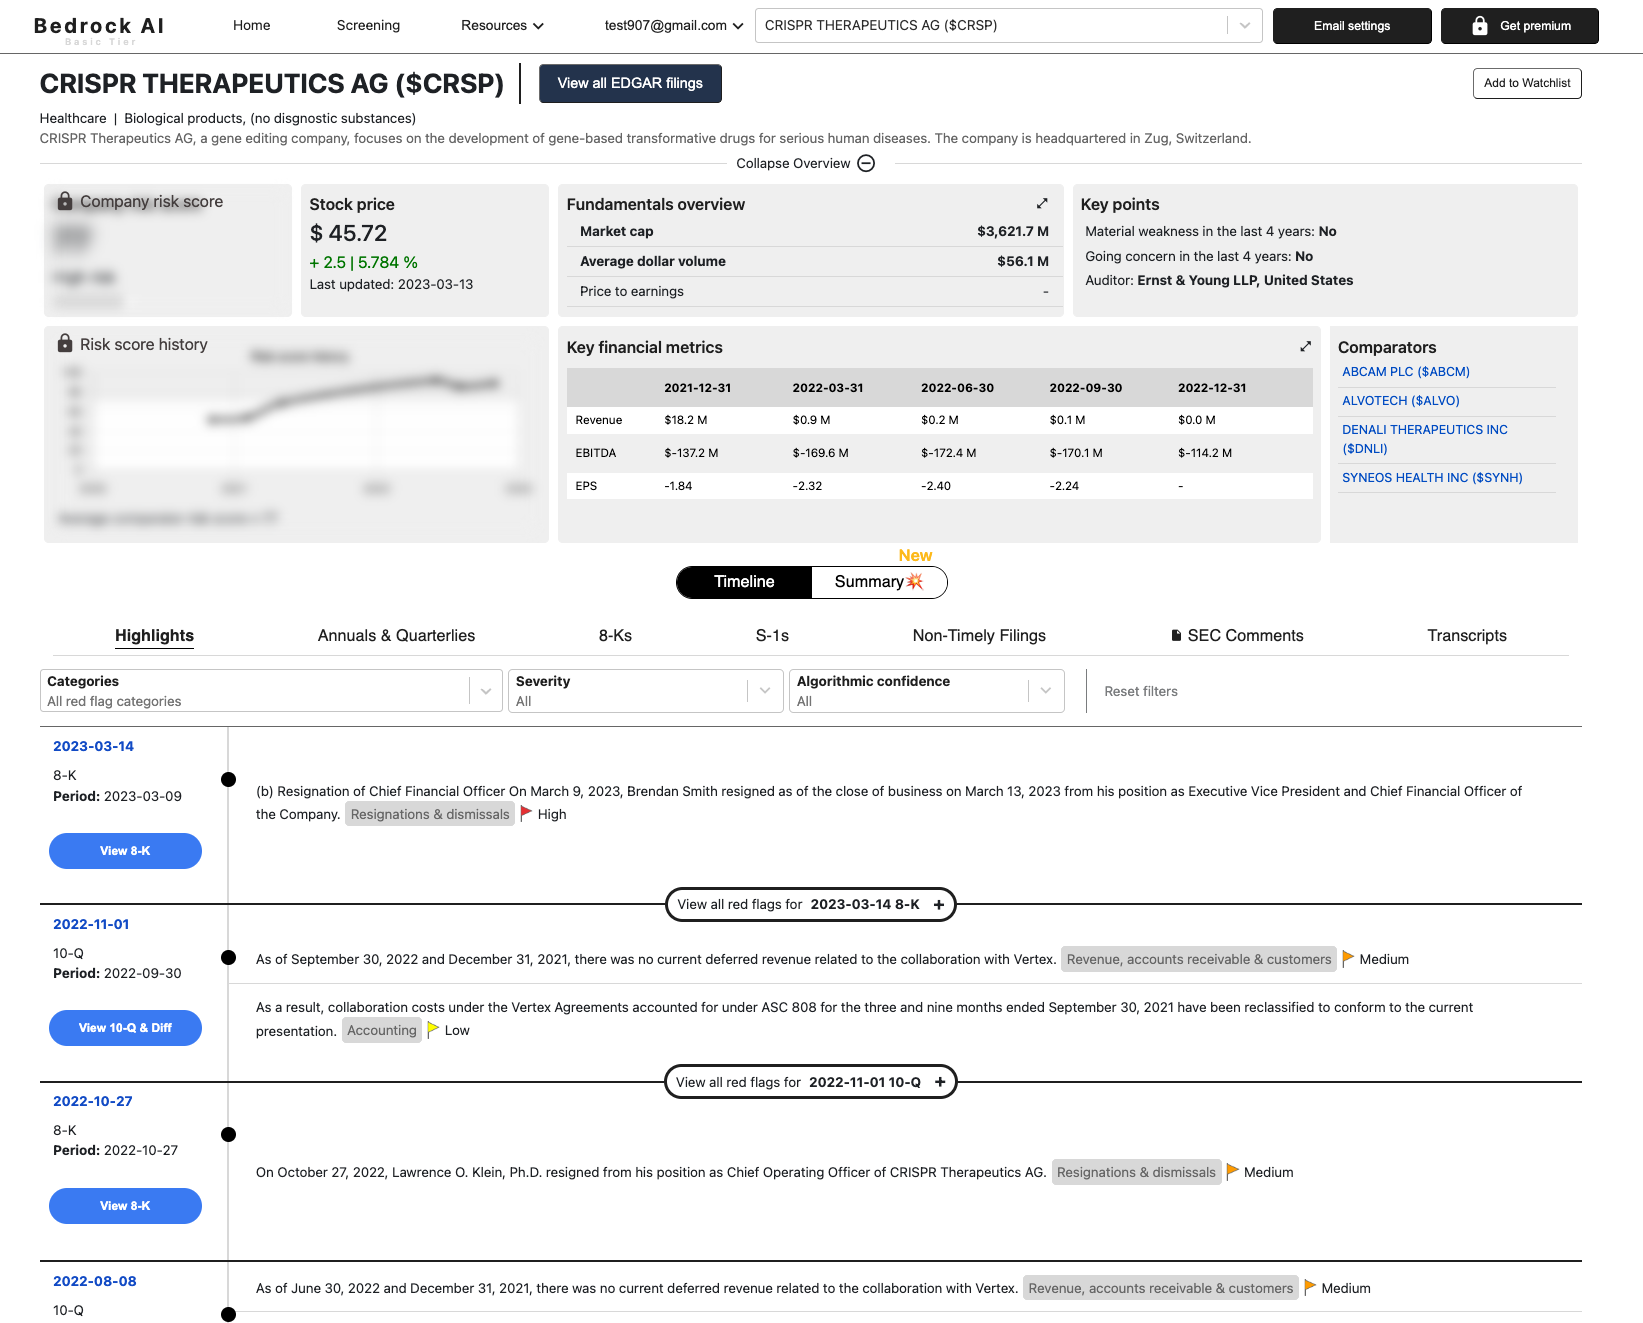 Bedrock AI
Basic Tier
Home
Screening
Resources
test907@gmail.com
CRISPR THERAPEUTICS AG ($CRSP)
Email settings
Get premium
CRISPR THERAPEUTICS AG ($CRSP)
View all EDGAR filings
Add to Watchlist
Healthcare | Biological products, (no disgnostic substances)
CRISPR Therapeutics AG, a gene editing company, focuses on the development of gene-based transformative drugs for serious human diseases. The company is headquartered in Zug, Switzerland.
Collapse Overview
Company risk score
Stock price
$ 45.72
+ 2.5 | 5.784 %
Last updated: 2023-03-13
Fundamentals overview
Market cap $3,621.7 M
Average dollar volume $56.1 M
Price to earnings -
Key points
Material weakness in the last 4 years: No
Going concern in the last 4 years: No
Auditor: Ernst & Young LLP, United States
Risk score history
Key financial metrics
2021-12-31 2022-03-31 2022-06-30 2022-09-30 2022-12-31
Revenue $18.2 M $0.9 M $0.2 M $0.1 M $0.0 M
EBITDA $-137.2 M $-169.6 M $-172.4 M $-170.1 M $-114.2 M
EPS -1.84 -2.32 -2.40 -2.24 -
Comparators
ABCAM PLC ($ABCM)
ALVOTECH ($ALVO)
DENALI THERAPEUTICS INC
($DNLI)
SYNEOS HEALTH INC ($SYNH)
New
Timeline
Summary
Highlights
Annuals & Quarterlies
8-Ks
S-1s
Non-Timely Filings
SEC Comments
Transcripts
Categories
All red flag categories
Severity
All
Algorithmic confidence
All
Reset filters
2023-03-14
8-K
Period: 2023-03-09
View 8-K
(b) Resignation of Chief Financial Officer On March 9, 2023, Brendan Smith resigned as of the close of business on March 13, 2023 from his position as Executive Vice President and Chief Financial Officer of
the Company. Resignations & dismissals High
View all red flags for 2023-03-14 8-K +
2022-11-01
10-Q
Period: 2022-09-30
View 10-Q & Diff
As of September 30, 2022 and December 31, 2021, there was no current deferred revenue related to the collaboration with Vertex. Revenue, accounts receivable & customers Medium
As a result, collaboration costs under the Vertex Agreements accounted for under ASC 808 for the three and nine months ended September 30, 2021 have been reclassified to conform to the current
presentation. Accounting Low
View all red flags for 2022-11-01 10-Q +
2022-10-27
8-K
Period: 2022-10-27
View 8-K
On October 27, 2022, Lawrence O. Klein, Ph.D. resigned from his position as Chief Operating Officer of CRISPR Therapeutics AG. Resignations & dismissals Medium
2022-08-08
10-Q
As of June 30, 2022 and December 31, 2021, there was no current deferred revenue related to the collaboration with Vertex. Revenue, accounts receivable & customers Medium